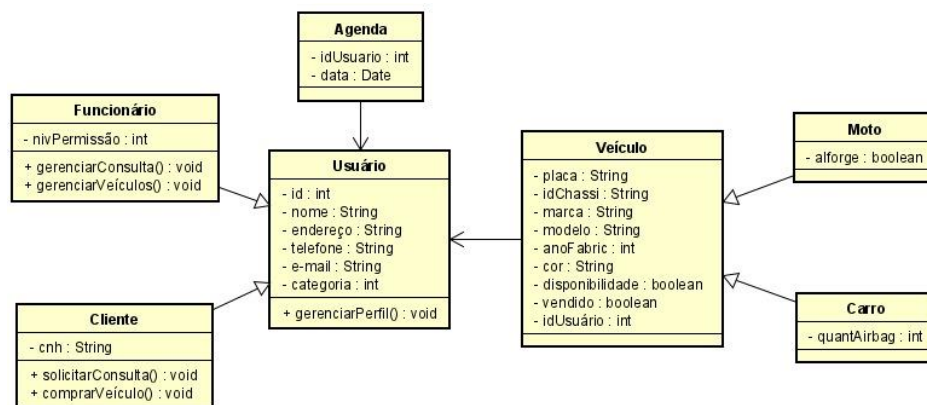 Agenda
- idUsuario : int
- data : Date
Funcionário
- nivPermissão : int
+ gerenciarConsulta() : void
+ gerenciarVeículos() : void
Usuário
- id : int
- nome : String
- endereço : String
- telefone : String
- e-mail : String
- categoria : int
+ gerenciarPerfil() : void
Cliente
- cnh : String
+ solicitarConsulta() : void
+ comprarVeículo() : void
Veículo
- placa : String
- idChassi : String
- marca : String
- modelo : String
- anoFabric : int
- cor : String
- disponibilidade : boolean
- vendido : boolean
- idUsuário : int
Moto
- alforge : boolean
Carro
- quantAirbag : int